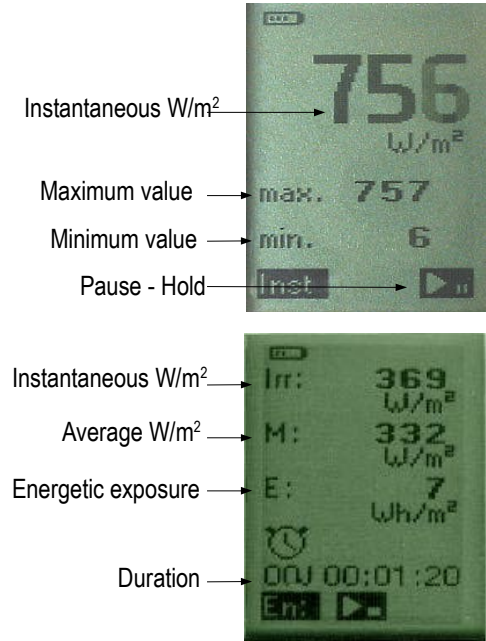 756
Instantaneous W/m²
W/m²
Maximum value
max. 757
Minimum value
min. 6
Pause - Hold
Inst
Instantaneous W/m²
Irr: 369
W/m²
Average W/m²
M: 332
W/m²
Energetic exposure
E: 7
Wh/m²
Duration
00J 00:01:20
En: